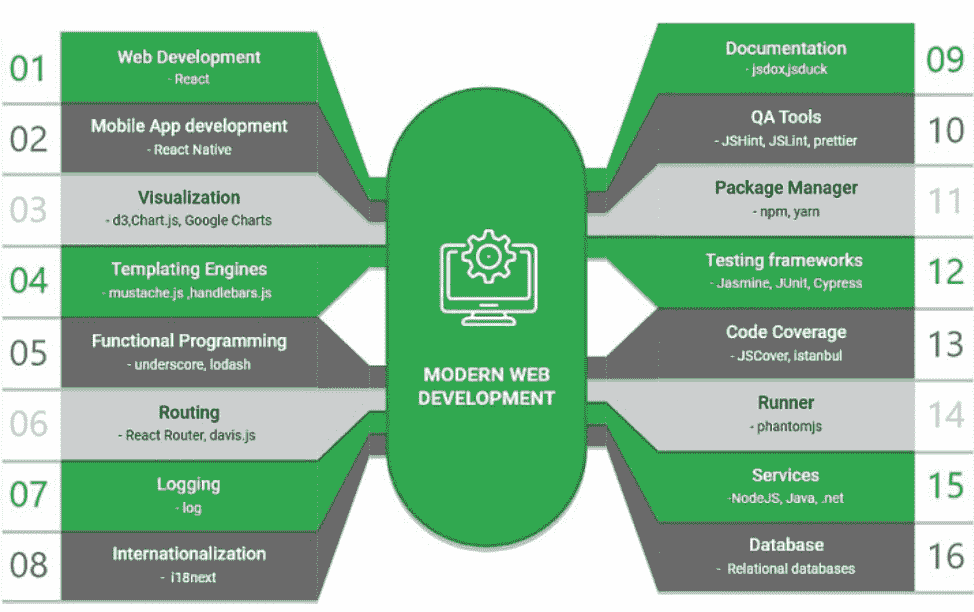 01
Web Development
- React
02
Mobile App development
- React Native
03
Visualization
- d3,Chart.js, Google Charts
04
Templating Engines
- mustache.js ,handlebars.js
05
Functional Programming
- underscore, lodash
06
Routing
- React Router, davis.js
07
Logging
- log
08
Internationalization
- i18next
MODERN WEB
DEVELOPMENT
Documentation
- jsdox,jsduck
09
QA Tools
- JSHint, JSLint, prettier
10
Package Manager
- npm, yarn
11
Testing frameworks
- Jasmine, JUnit, Cypress
12
Code Coverage
- JSCover, istanbul
13
Runner
- phantomjs
14
Services
-NodeJS, Java, .net
15
Database
- Relational databases
16